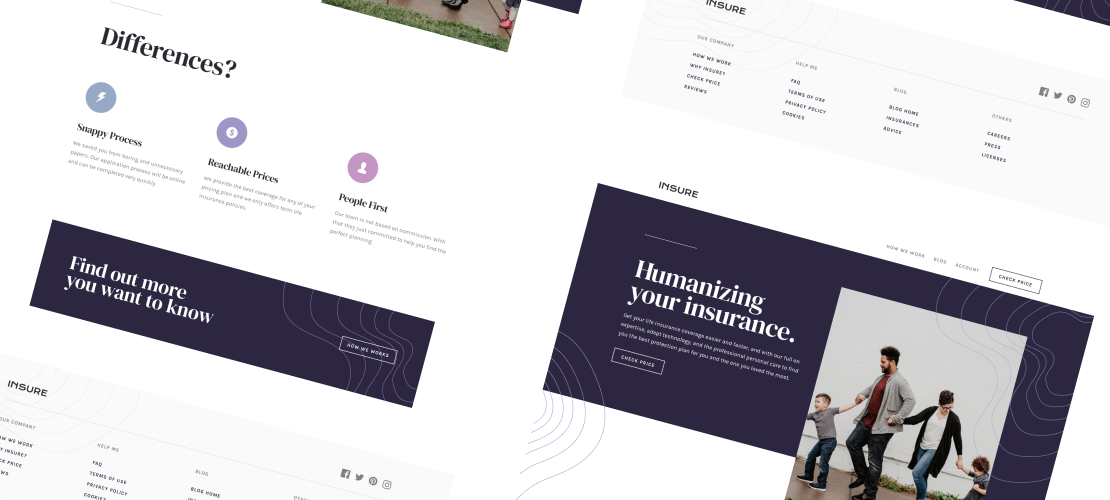 Differences?
Snappy Process
We saved you from boring and unnecessary
papers. Our application process will be online
and can be completed very quickly.
Reachable Prices
We provide the best coverage for any of your
pricing plan and we only offers term life
insurance policies.
People First
Our team is not based on commission. With
that they just committed to help you find the
perfect planning.
Find out more
you want to know
HOW WE WORKS
INSURE
OUR COMPANY
HOW WE WORK
WHY INSURE?
CHECK PRICE
HELP ME
FAQ
TERMS OF USE
PRIVACY POLICY
COOKIES
BLOG
BLOG HOME
INSURE
OUR COMPANY
HOW WE WORK
WHY INSURE?
CHECK PRICE
REVIEWS
HELP ME
FAQ
TERMS OF USE
PRIVACY POLICY
COOKIES
BLOG
BLOG HOME
INSURANCES
ADVICE
OTHERS
CAREERS
PRESS
LICENSES
INSURE
HOW WE WORK
BLOG
ACCOUNT
CHECK PRICE
Humanizing
your insurance.
Get your life insurance coverage easier and faster, and with our full on
expertise, adopt technology, and the professional personal care to find
you the best protection plan for you and the one you loved the most.
CHECK PRICE